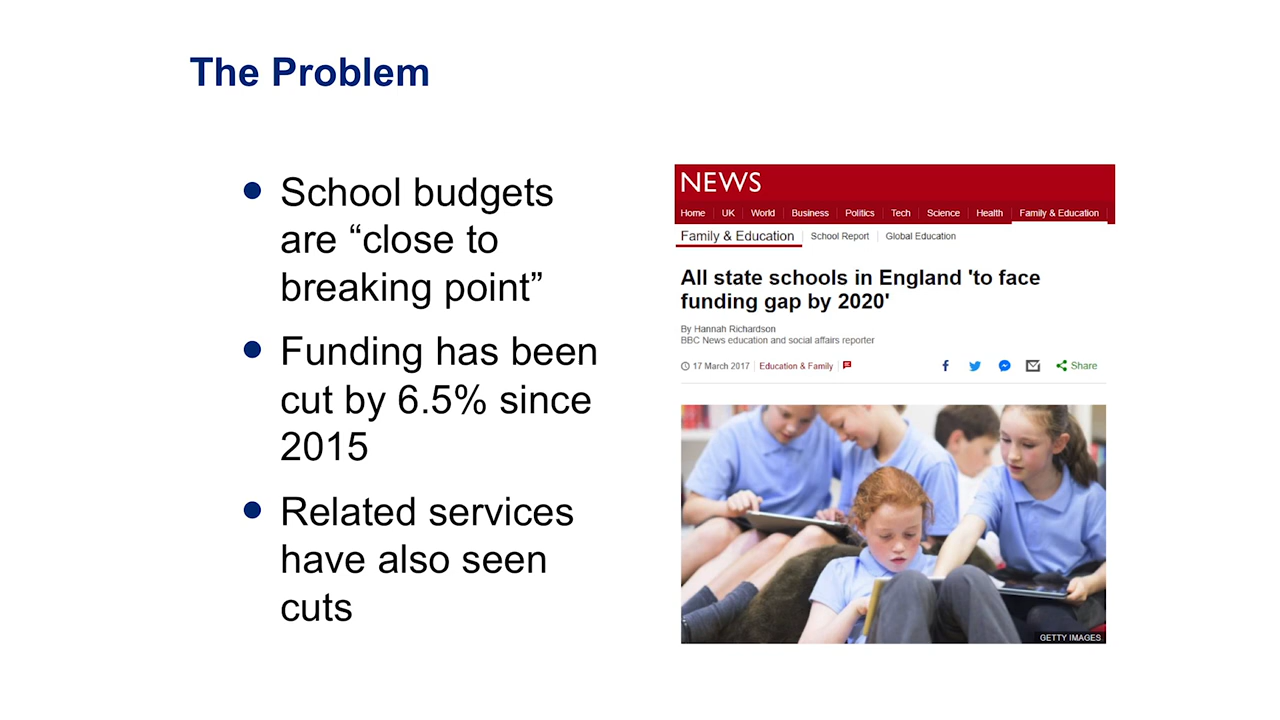 The Problem
School budgets
are “close to
breaking point”
Funding has been
cut by 6.5% since
2015
Related services
have also seen
cuts
NEWS
Home UK World Business Politics Tech Science Health Family & Education
Family & Education School Report Global Education
All state schools in England 'to face
funding gap by 2020'
By Hannah Richardson
BBC News education and social affairs reporter
17 March 2017 Education & Family
Share
GETTY IMAGES